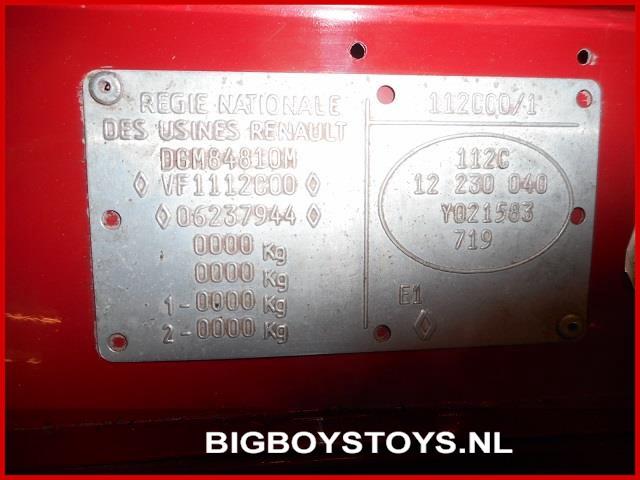 REGIE NATIONALE
DES USINES RENAULT
DGM84810M
◊ VF1112C00 ◊
◊ 06237944 ◊
0000 Kg
0000 Kg
1-0000 Kg
2-0000 Kg
112C00/1
112C
12 230 040
Y021583
719
E1
BIGBOYSTOYS.NL